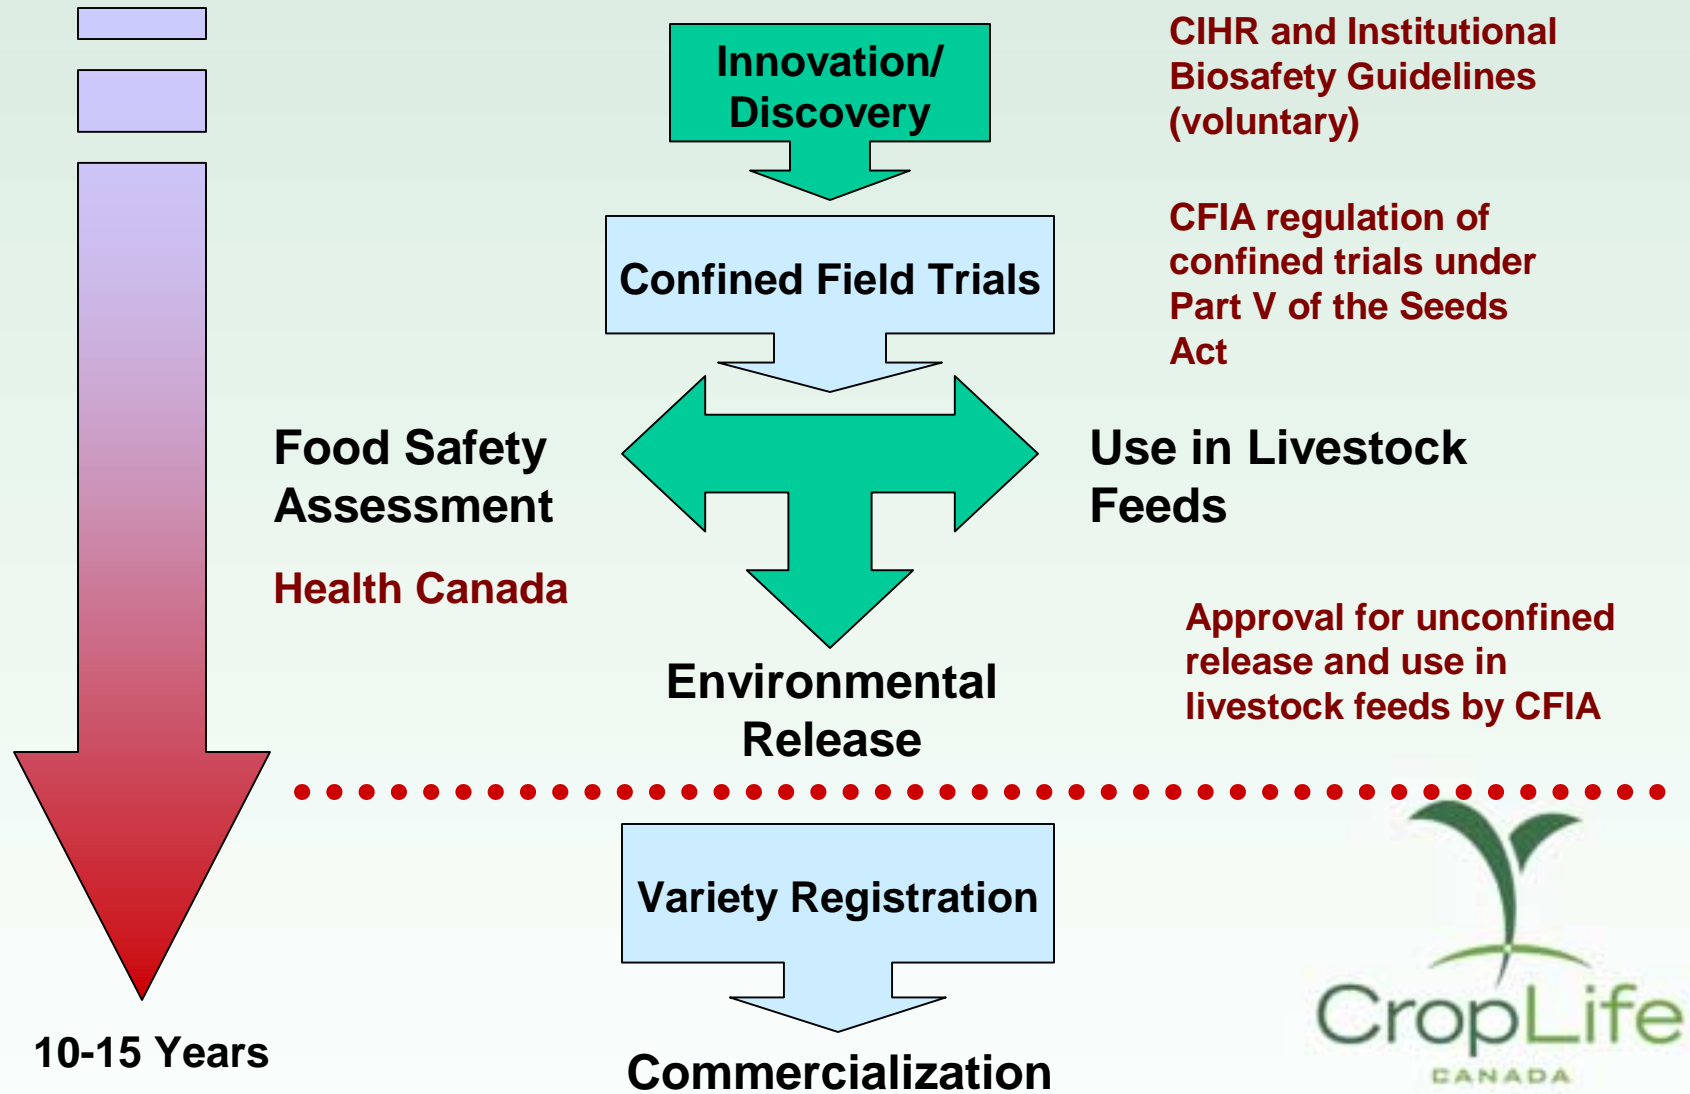 Innovation/
Discovery
CIHR and Institutional
Biosafety Guidelines
(voluntary)
Confined Field Trials
CFIA regulation of
confined trials under
Part V of the Seeds
Act
Food Safety
Assessment
Health Canada
Use in Livestock
Feeds
Environmental
Release
Approval for unconfined
release and use in
livestock feeds by CFIA
Variety Registration
Commercialization
10-15 Years
CropLife
CANADA